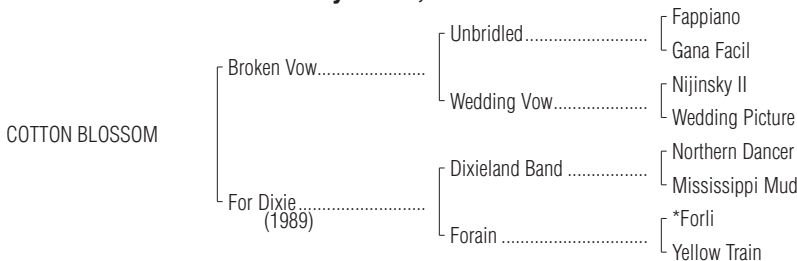 Fappiano
Unbridled............................
Gana Facil
Broken Vow.........................
Nijinsky II
Wedding Vow......................
Wedding Picture
COTTON BLOSSOM
Northern Dancer
Dixieland Band ...................
Mississippi Mud
For Dixie..............................
(1989)
*Forli
Forain ..................................
Yellow Train